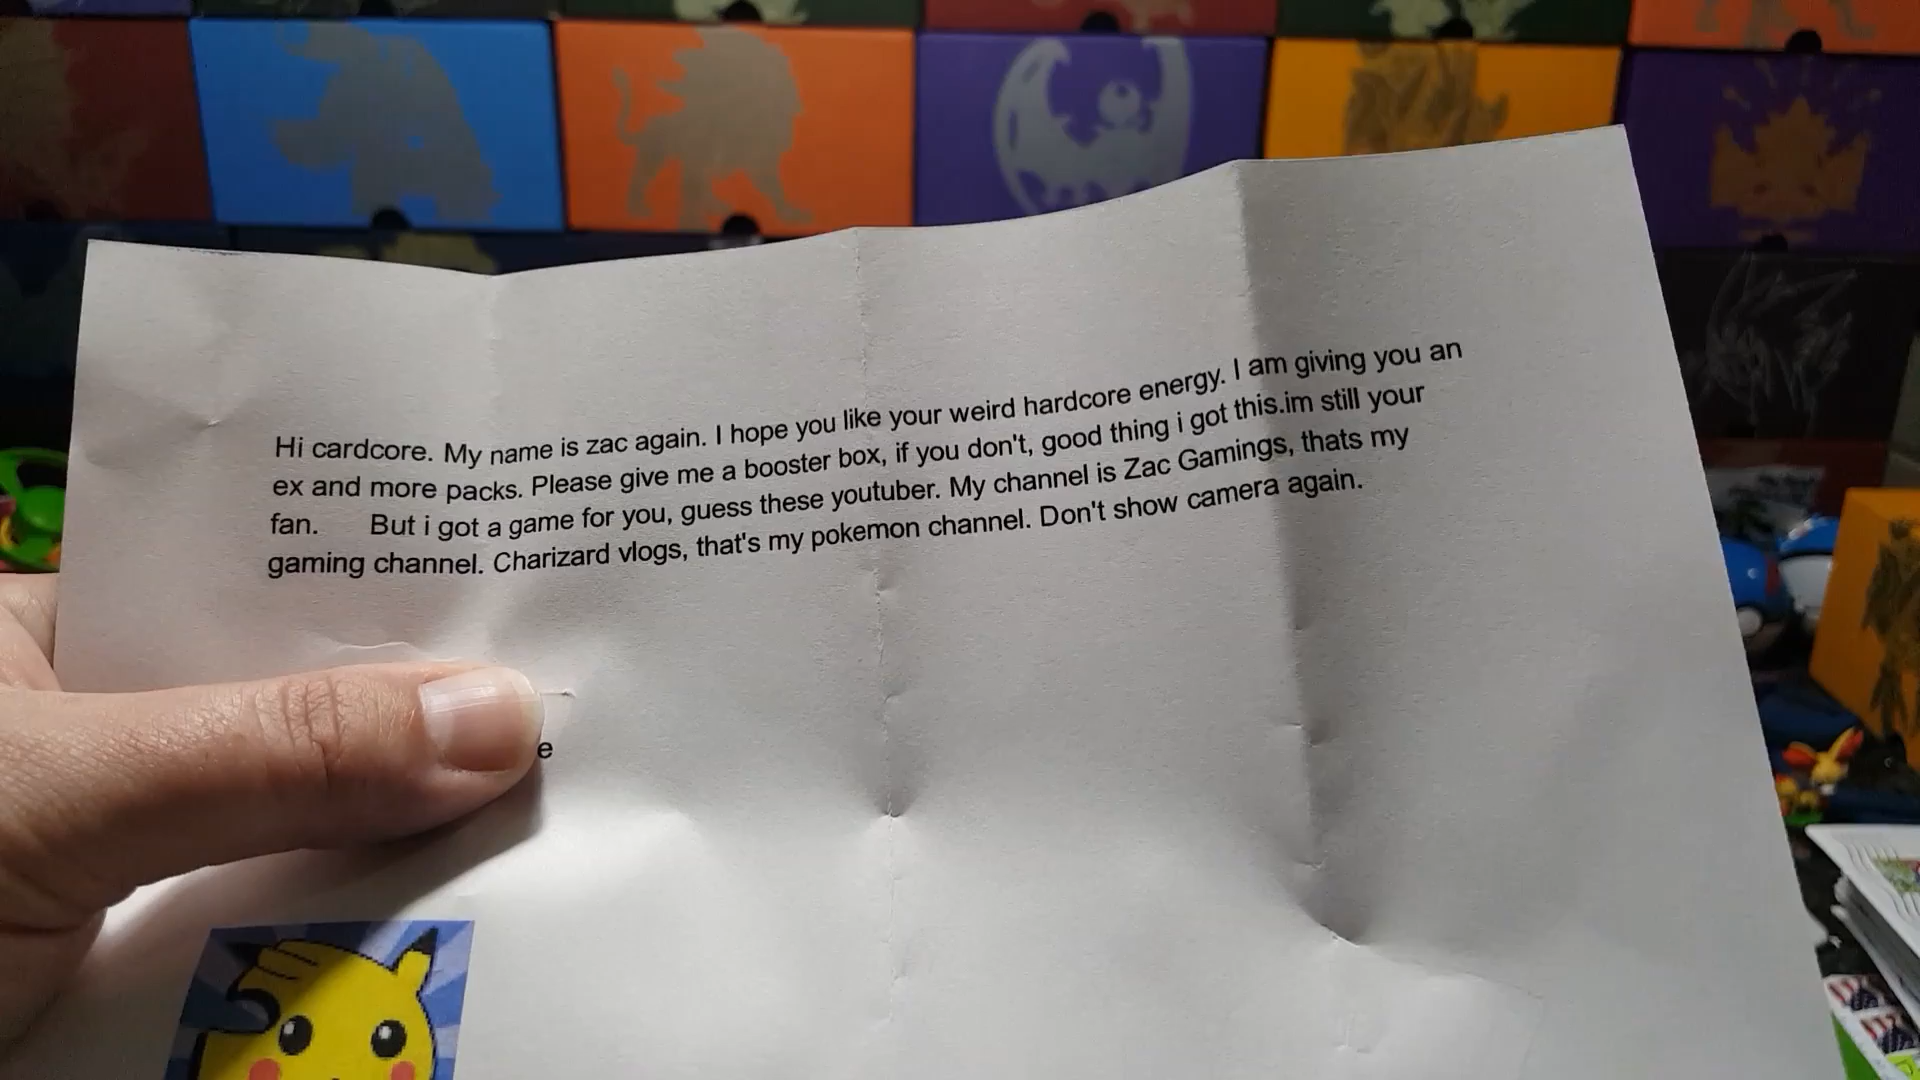 Hi cardcore. My name is zac again. I hope you like your weird hardcore energy. I am giving you an
ex and more packs. Please give me a booster box, if you don't, good thing i got this.im still your
fan. But i got a game for you, guess these youtuber. My channel is Zac Gamings, thats my
gaming channel. Charizard vlogs, that's my pokemon channel. Don't show camera again.